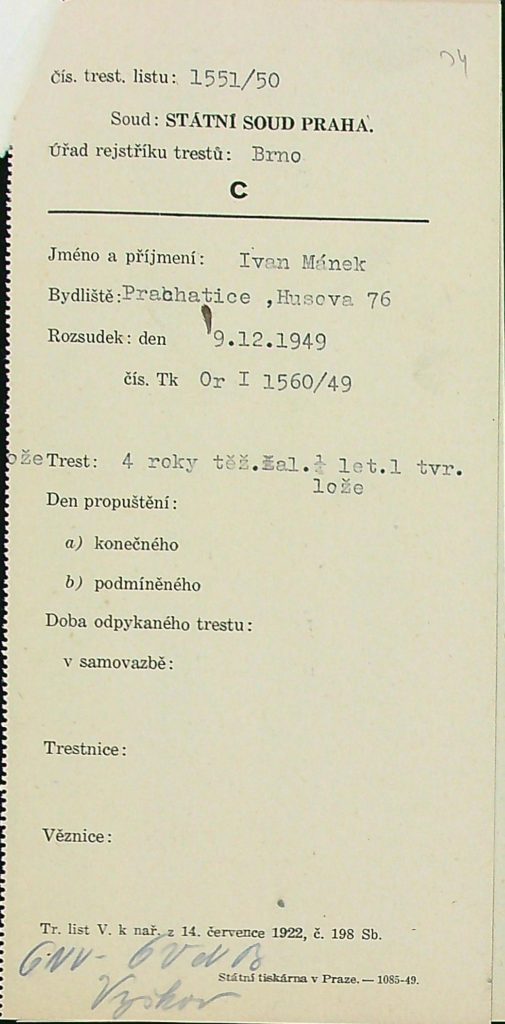 čís. trest. listu: 1551/50
Soud: STÁTNÍ SOUD PRAHA.
Úřad rejstříku trestů: Brno
C
Jméno a příjmení: Ivan Mánek
Bydliště: Prachatice ,Husova 76
Rozsudek: den 9.12.1949
čís. Tk Or I 1560/49
ože Trest: 4 roky těž.žal.¼ let.1 tvr.
lože
Den propuštění:
a) konečného
b) podmíněného
Doba odpykaného trestu:
v samovazbě:
Trestnice:
Věznice:
Tr. list V. k nař. z 14. července 1922, č. 198 Sb.
Vyškov
Státní tiskárna v Praze. — 1085-49.